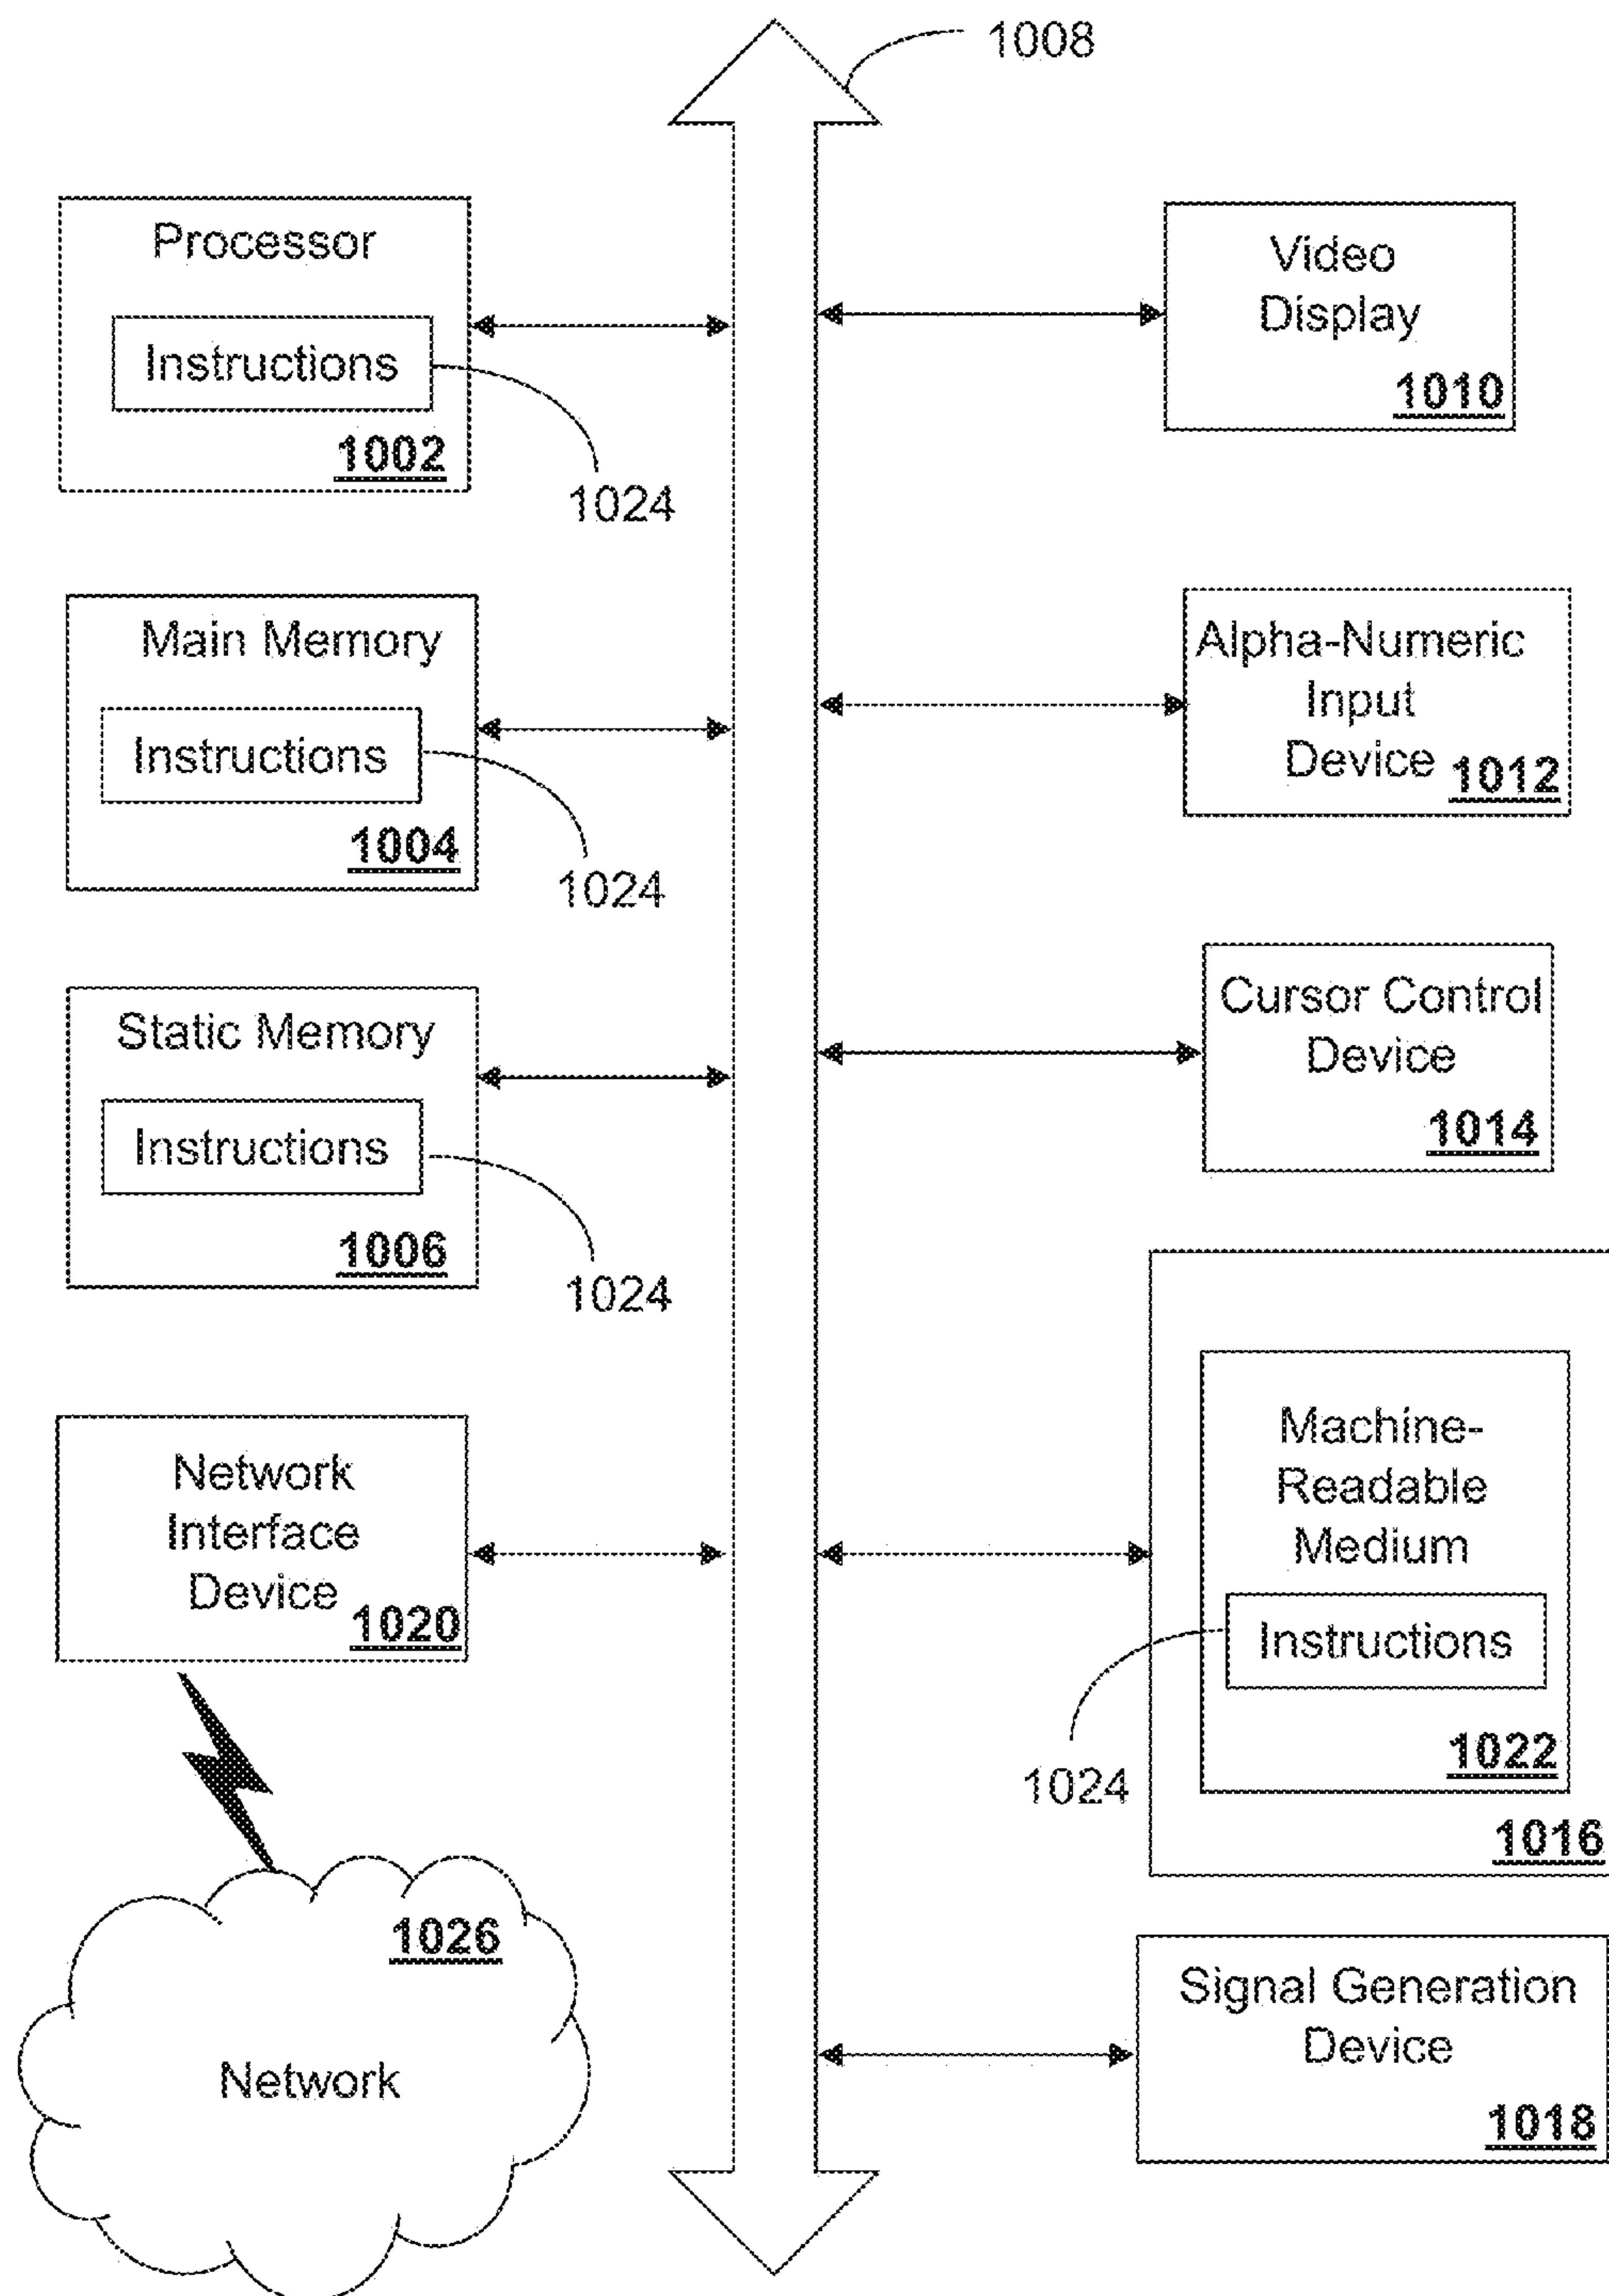 1008
Processor
Instructions
1002
1024
Main Memory
Instructions
1004
1024
Static Memory
Instructions
1006
1024
Network
Interface
Device
1020
1026
Network
Video
Display
1010
Alpha-Numeric
Input
Device
1012
Cursor Control
Device
1014
Machine-
Readable
Medium
Instructions
1024
1022
1016
Signal Generation
Device
1018